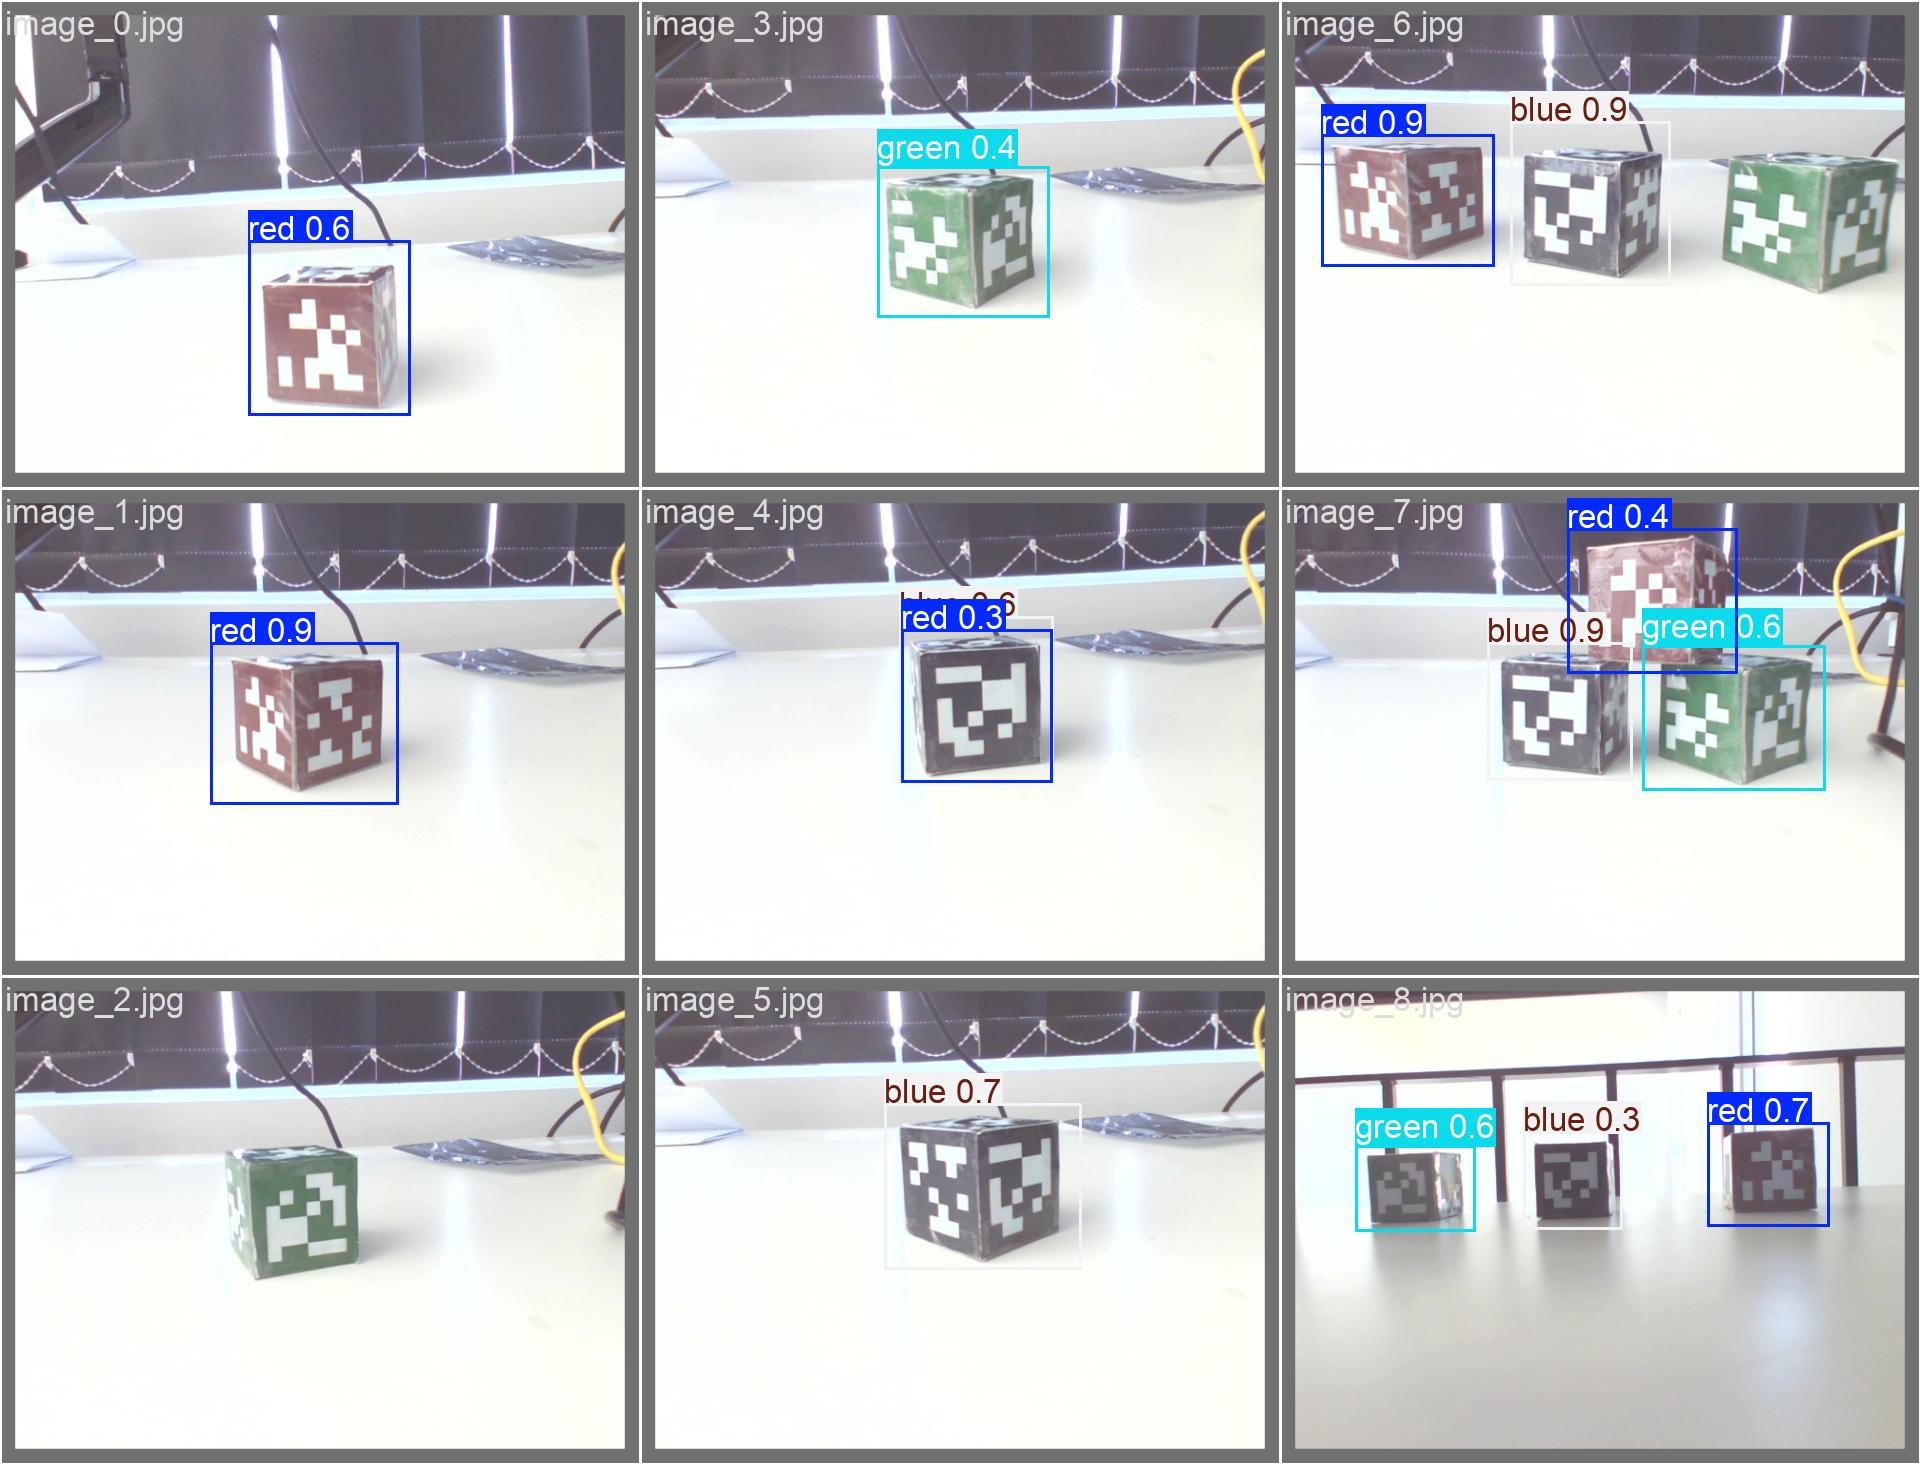 image_0.jpg
red 0.6
image_3.jpg
green 0.4
image_6.jpg
red 0.9
blue 0.9
image_1.jpg
red 0.9
image_4.jpg
blue 0.6
red 0.3
image_7.jpg
red 0.4
blue 0.9
green 0.6
image_2.jpg
image_5.jpg
blue 0.7
image_8.jpg
green 0.6
blue 0.3
red 0.7